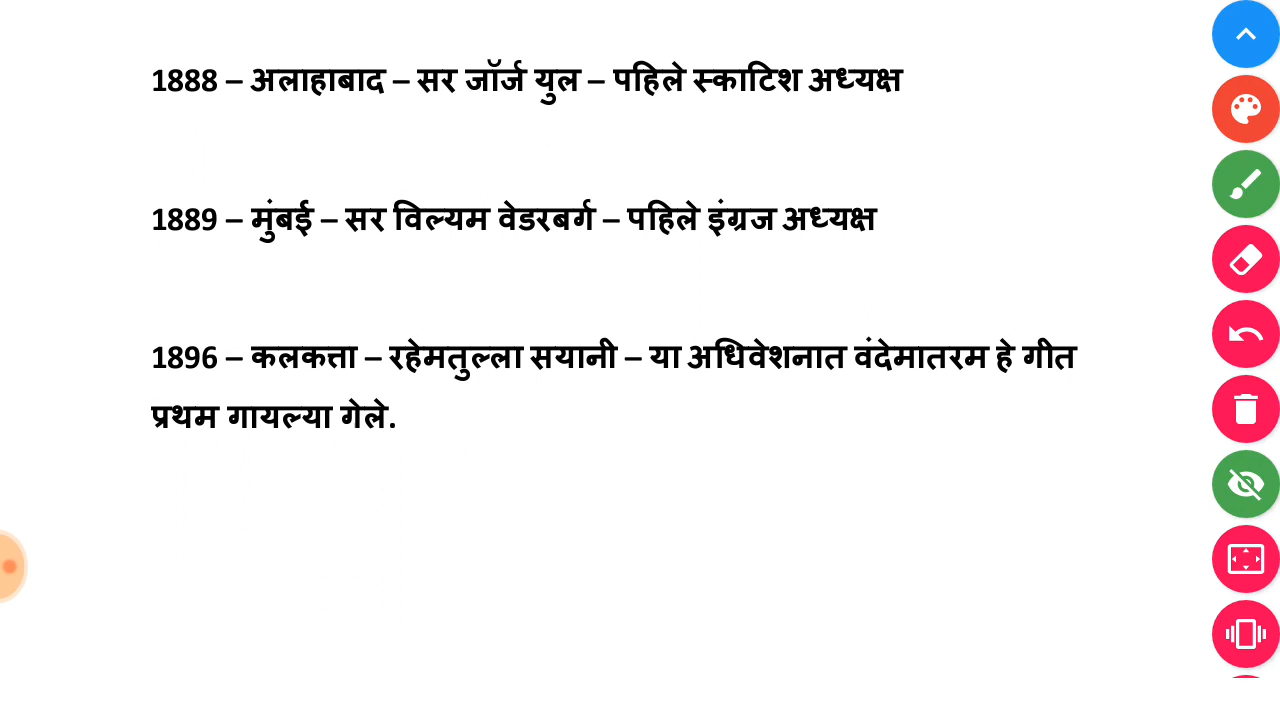 1888 – अलाहाबाद – सर जॉर्ज युल – पहिले स्काटिश अध्यक्ष
1889 – मुंबई – सर विल्यम वेडरबर्ग – पहिले इंग्रज अध्यक्ष
1896 – कलकत्ता – रहेमतुल्ला सयानी – या अधिवेशनात वंदेमातरम हे गीत
प्रथम गायल्या गेले.